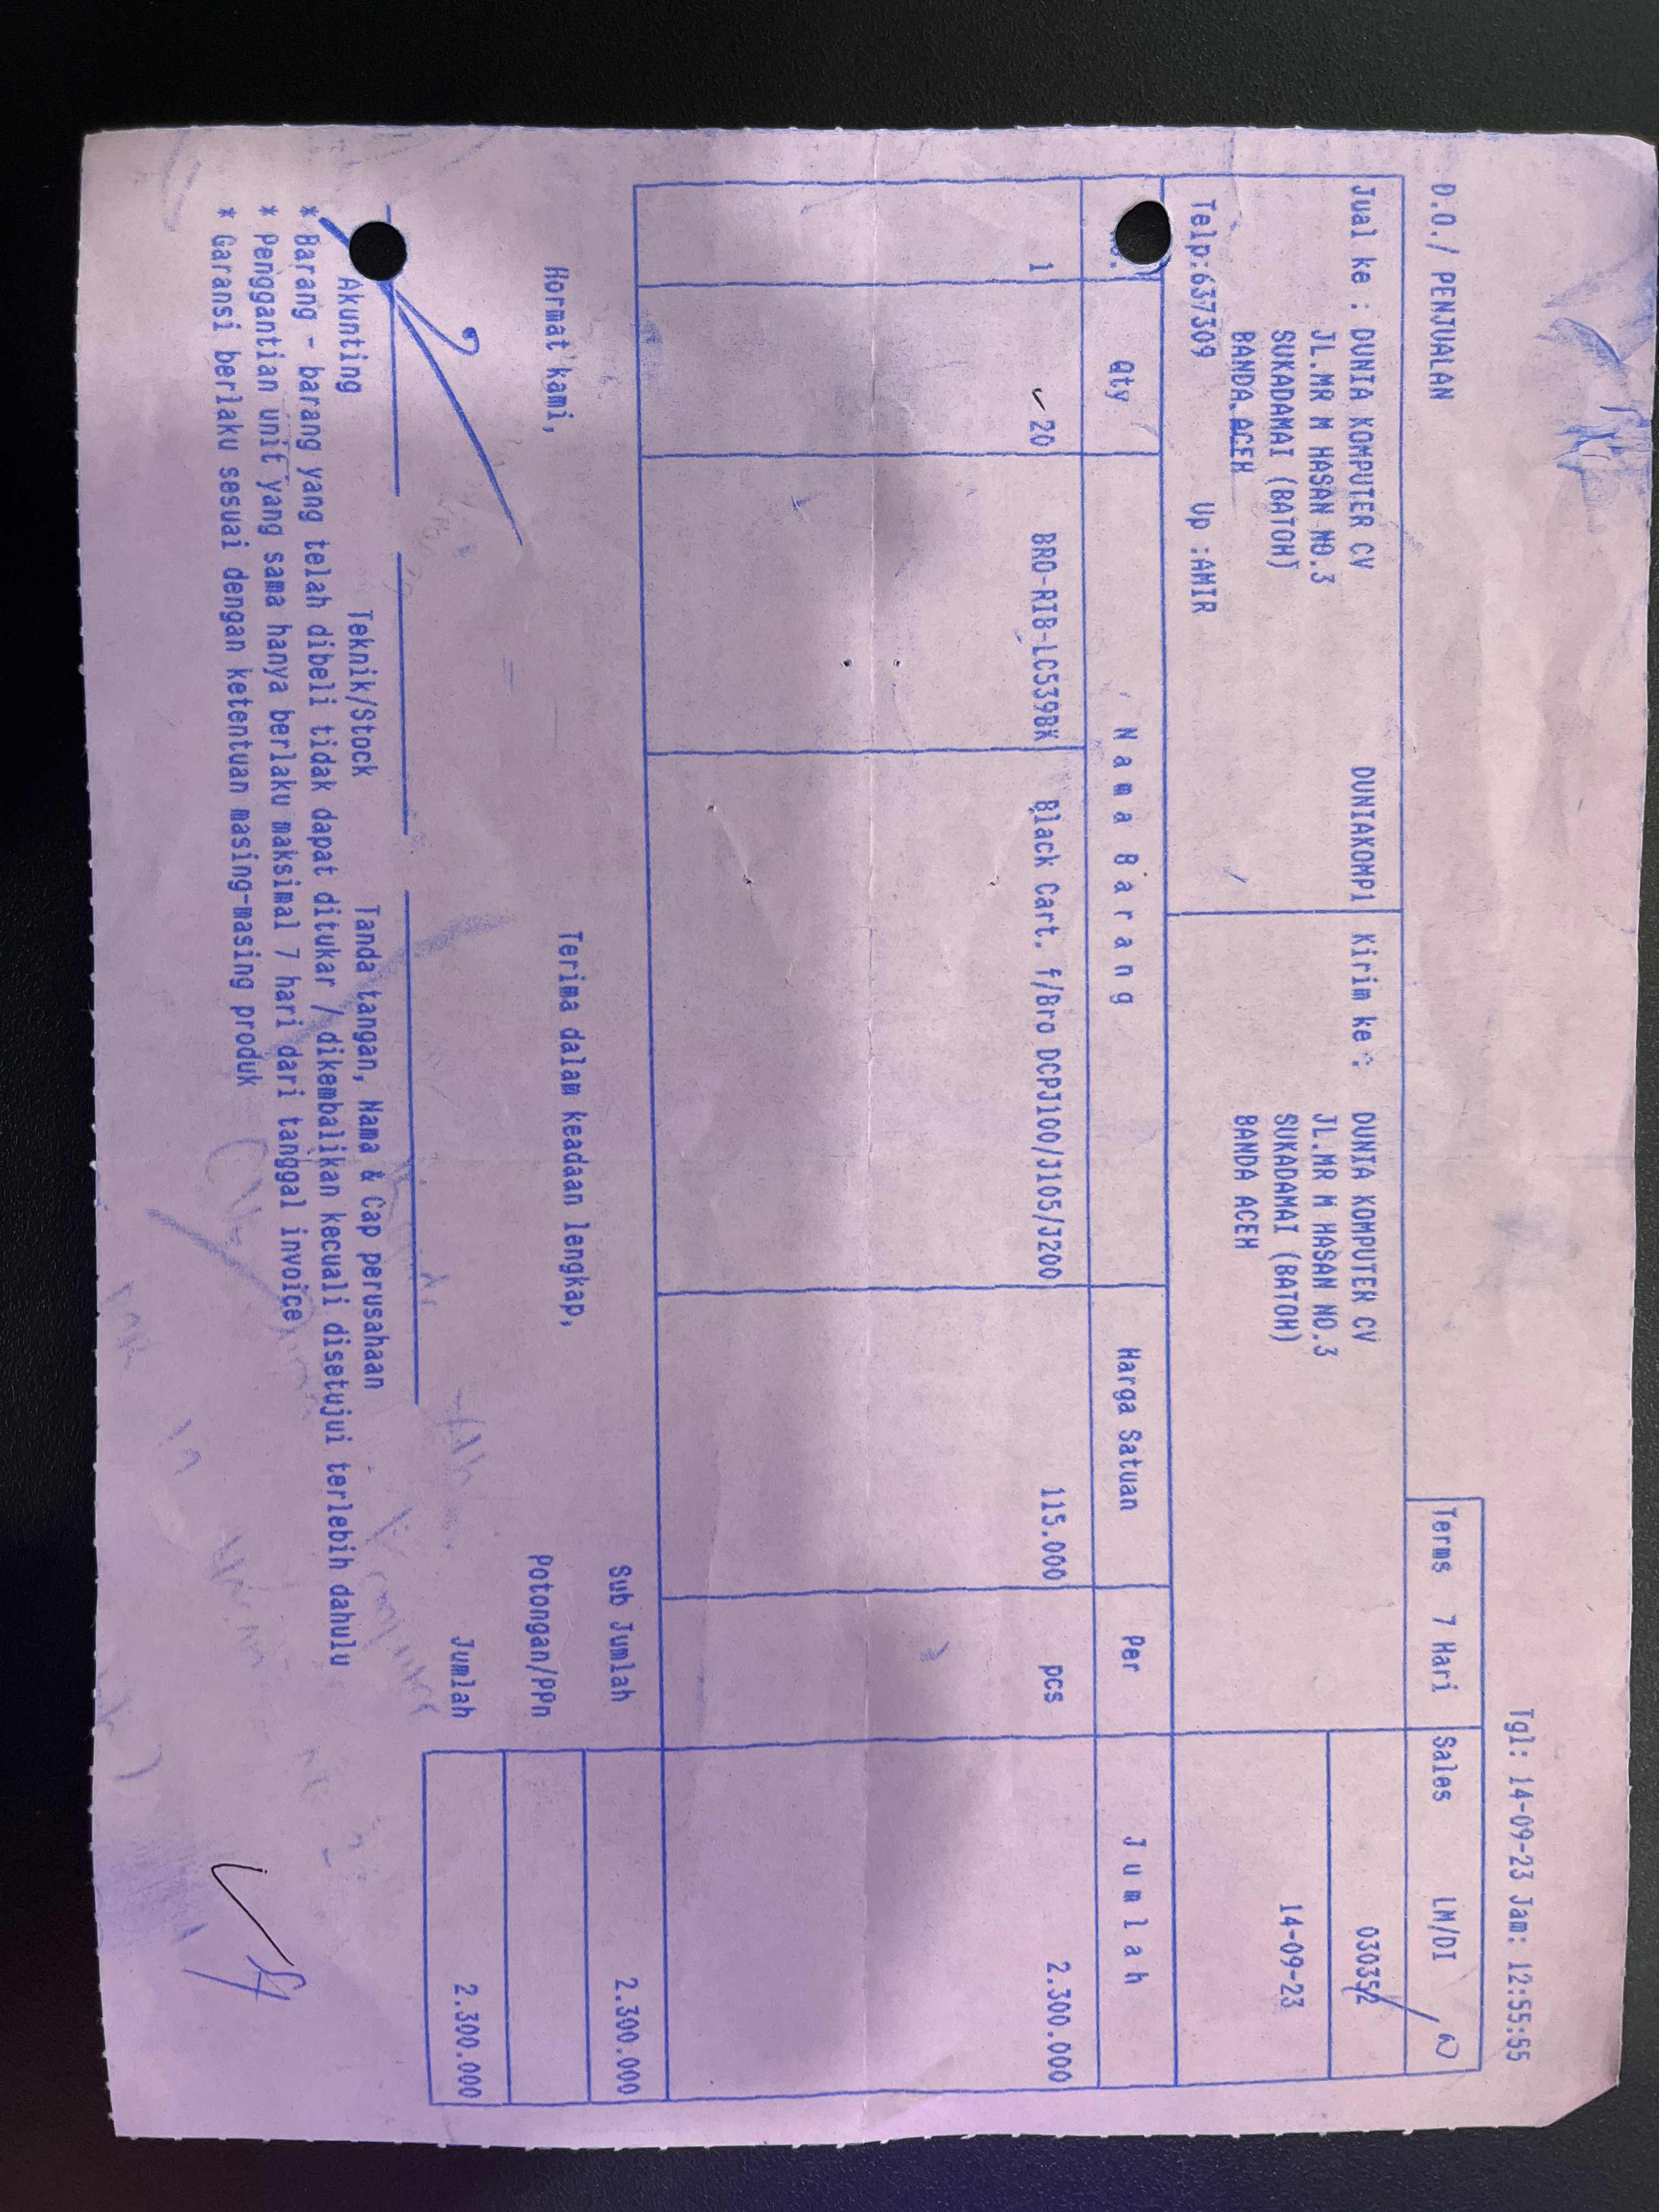 Tgl: 14-09-23 Jam: 12:55:55
D.O./ PENJUALAN
Terms 7 Hari Sales LM/DI
Jual ke : DUNIA KOMPUTER CV DUNIAKOMP1 Kirim ke : DUNIA KOMPUTER CV 030352
JL.MR M HASAN NO.3 JL.MR M HASAN NO.3
SUKADAMAI (BATOH) SUKADAMAI (BATOH) 14-09-23
BANDA ACEH BANDA ACEH
Telp:637309 Up :AMIR
Qty Nama Barang Harga Satuan Per Jumlah
1 20 BRO-RIB-LC539BK Black Cart. f/Bro DCPJ100/J105/J200 115.000 pcs 2.300.000
Sub Jumlah 2.300.000
Hormat kami, Terima dalam keadaan lengkap,
Potongan/PPn
Jumlah 2.300.000
Akunting Teknik/Stock Tanda tangan, Nama & Cap perusahaan
* Barang - barang yang telah dibeli tidak dapat ditukar / dikembalikan kecuali disetujui terlebih dahulu
* Penggantian unit yang sama hanya berlaku maksimal 7 hari dari tanggal invoice
* Garansi berlaku sesuai dengan ketentuan masing-masing produk